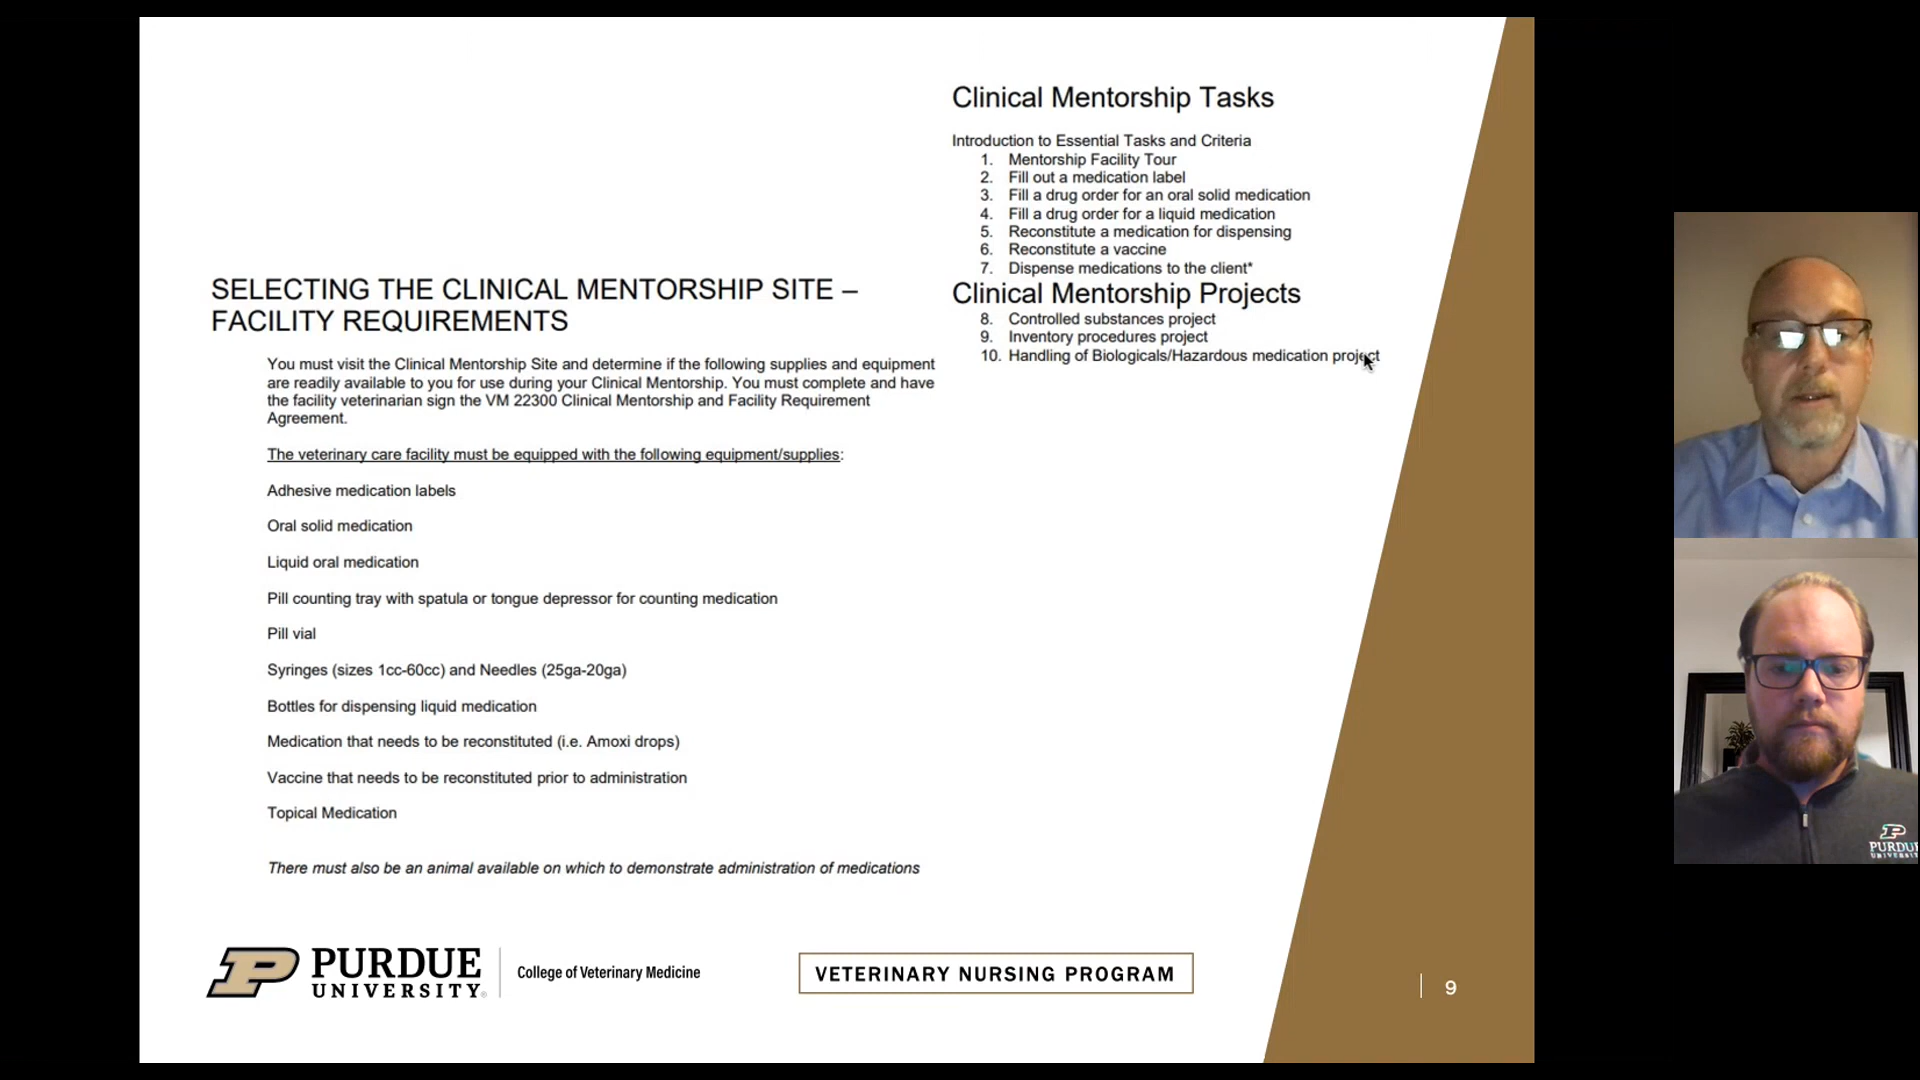 SELECTING THE CLINICAL MENTORSHIP SITE –
FACILITY REQUIREMENTS
You must visit the Clinical Mentorship Site and determine if the following supplies and equipment
are readily available to you for use during your Clinical Mentorship. You must complete and have
the facility veterinarian sign the VM 22300 Clinical Mentorship and Facility Requirement
Agreement.
The veterinary care facility must be equipped with the following equipment/supplies:
Adhesive medication labels
Oral solid medication
Liquid oral medication
Pill counting tray with spatula or tongue depressor for counting medication
Pill vial
Syringes (sizes 1cc-60cc) and Needles (25ga-20ga)
Bottles for dispensing liquid medication
Medication that needs to be reconstituted (i.e. Amoxi drops)
Vaccine that needs to be reconstituted prior to administration
Topical Medication
There must also be an animal available on which to demonstrate administration of medications
Clinical Mentorship Tasks
Introduction to Essential Tasks and Criteria
1. Mentorship Facility Tour
2. Fill out a medication label
3. Fill a drug order for an oral solid medication
4. Fill a drug order for a liquid medication
5. Reconstitute a medication for dispensing
6. Reconstitute a vaccine
7. Dispense medications to the client*
Clinical Mentorship Projects
8. Controlled substances project
9. Inventory procedures project
10. Handling of Biologicals/Hazardous medication project
P PURDUE
UNIVERSITY®
College of Veterinary Medicine
VETERINARY NURSING PROGRAM
9
P
PURDU
UNIVERSIT